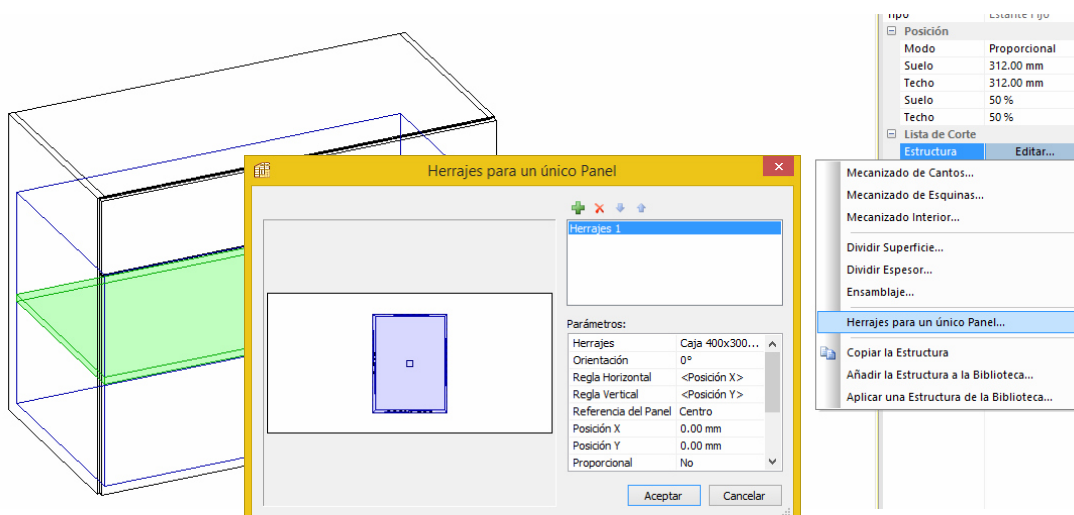 Tipo Estante Fijo
Posición
Modo Proporcional
Suelo 312.00 mm
Techo 312.00 mm
Suelo 50 %
Techo 50 %
Lista de Corte
Estructura Editar...
Mecanizado de Cantos...
Mecanizado de Esquinas...
Mecanizado Interior...
Dividir Superficie...
Dividir Espesor...
Ensamblaje...
Herrajes para un único Panel...
Copiar la Estructura
Añadir la Estructura a la Biblioteca...
Aplicar una Estructura de la Biblioteca...
Herrajes para un único Panel
Herrajes 1
Parámetros:
Herrajes Caja 400x300...
Orientación 0°
Regla Horizontal <Posición X>
Regla Vertical <Posición Y>
Referencia del Panel Centro
Posición X 0.00 mm
Posición Y 0.00 mm
Proporcional No
Aceptar Cancelar